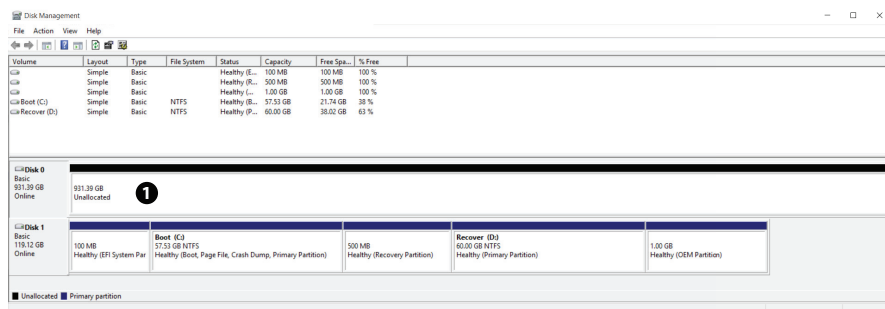 Disk Management
File Action View Help
Volume Layout Type File System Status Capacity Free Spa... % Free
Simple Basic Healthy (E... 100 MB 100 MB 100 %
Simple Basic Healthy (R... 500 MB 500 MB 100 %
Simple Basic Healthy (... 1.00 GB 1.00 GB 100 %
Boot (C:) Simple Basic NTFS Healthy (B... 57.53 GB 21.74 GB 38 %
Recover (D:) Simple Basic NTFS Healthy (P... 60.00 GB 38.02 GB 63 %
Disk 0
Basic
931.39 GB
Online
931.39 GB
Unallocated
1
Disk 1
Basic
119.12 GB
Online
100 MB
Healthy (EFI System Par
Boot (C:)
57.53 GB NTFS
Healthy (Boot, Page File, Crash Dump, Primary Partition)
500 MB
Healthy (Recovery Partition)
Recover (D:)
60.00 GB NTFS
Healthy (Primary Partition)
1.00 GB
Healthy (OEM Partition)
Unallocated Primary partition